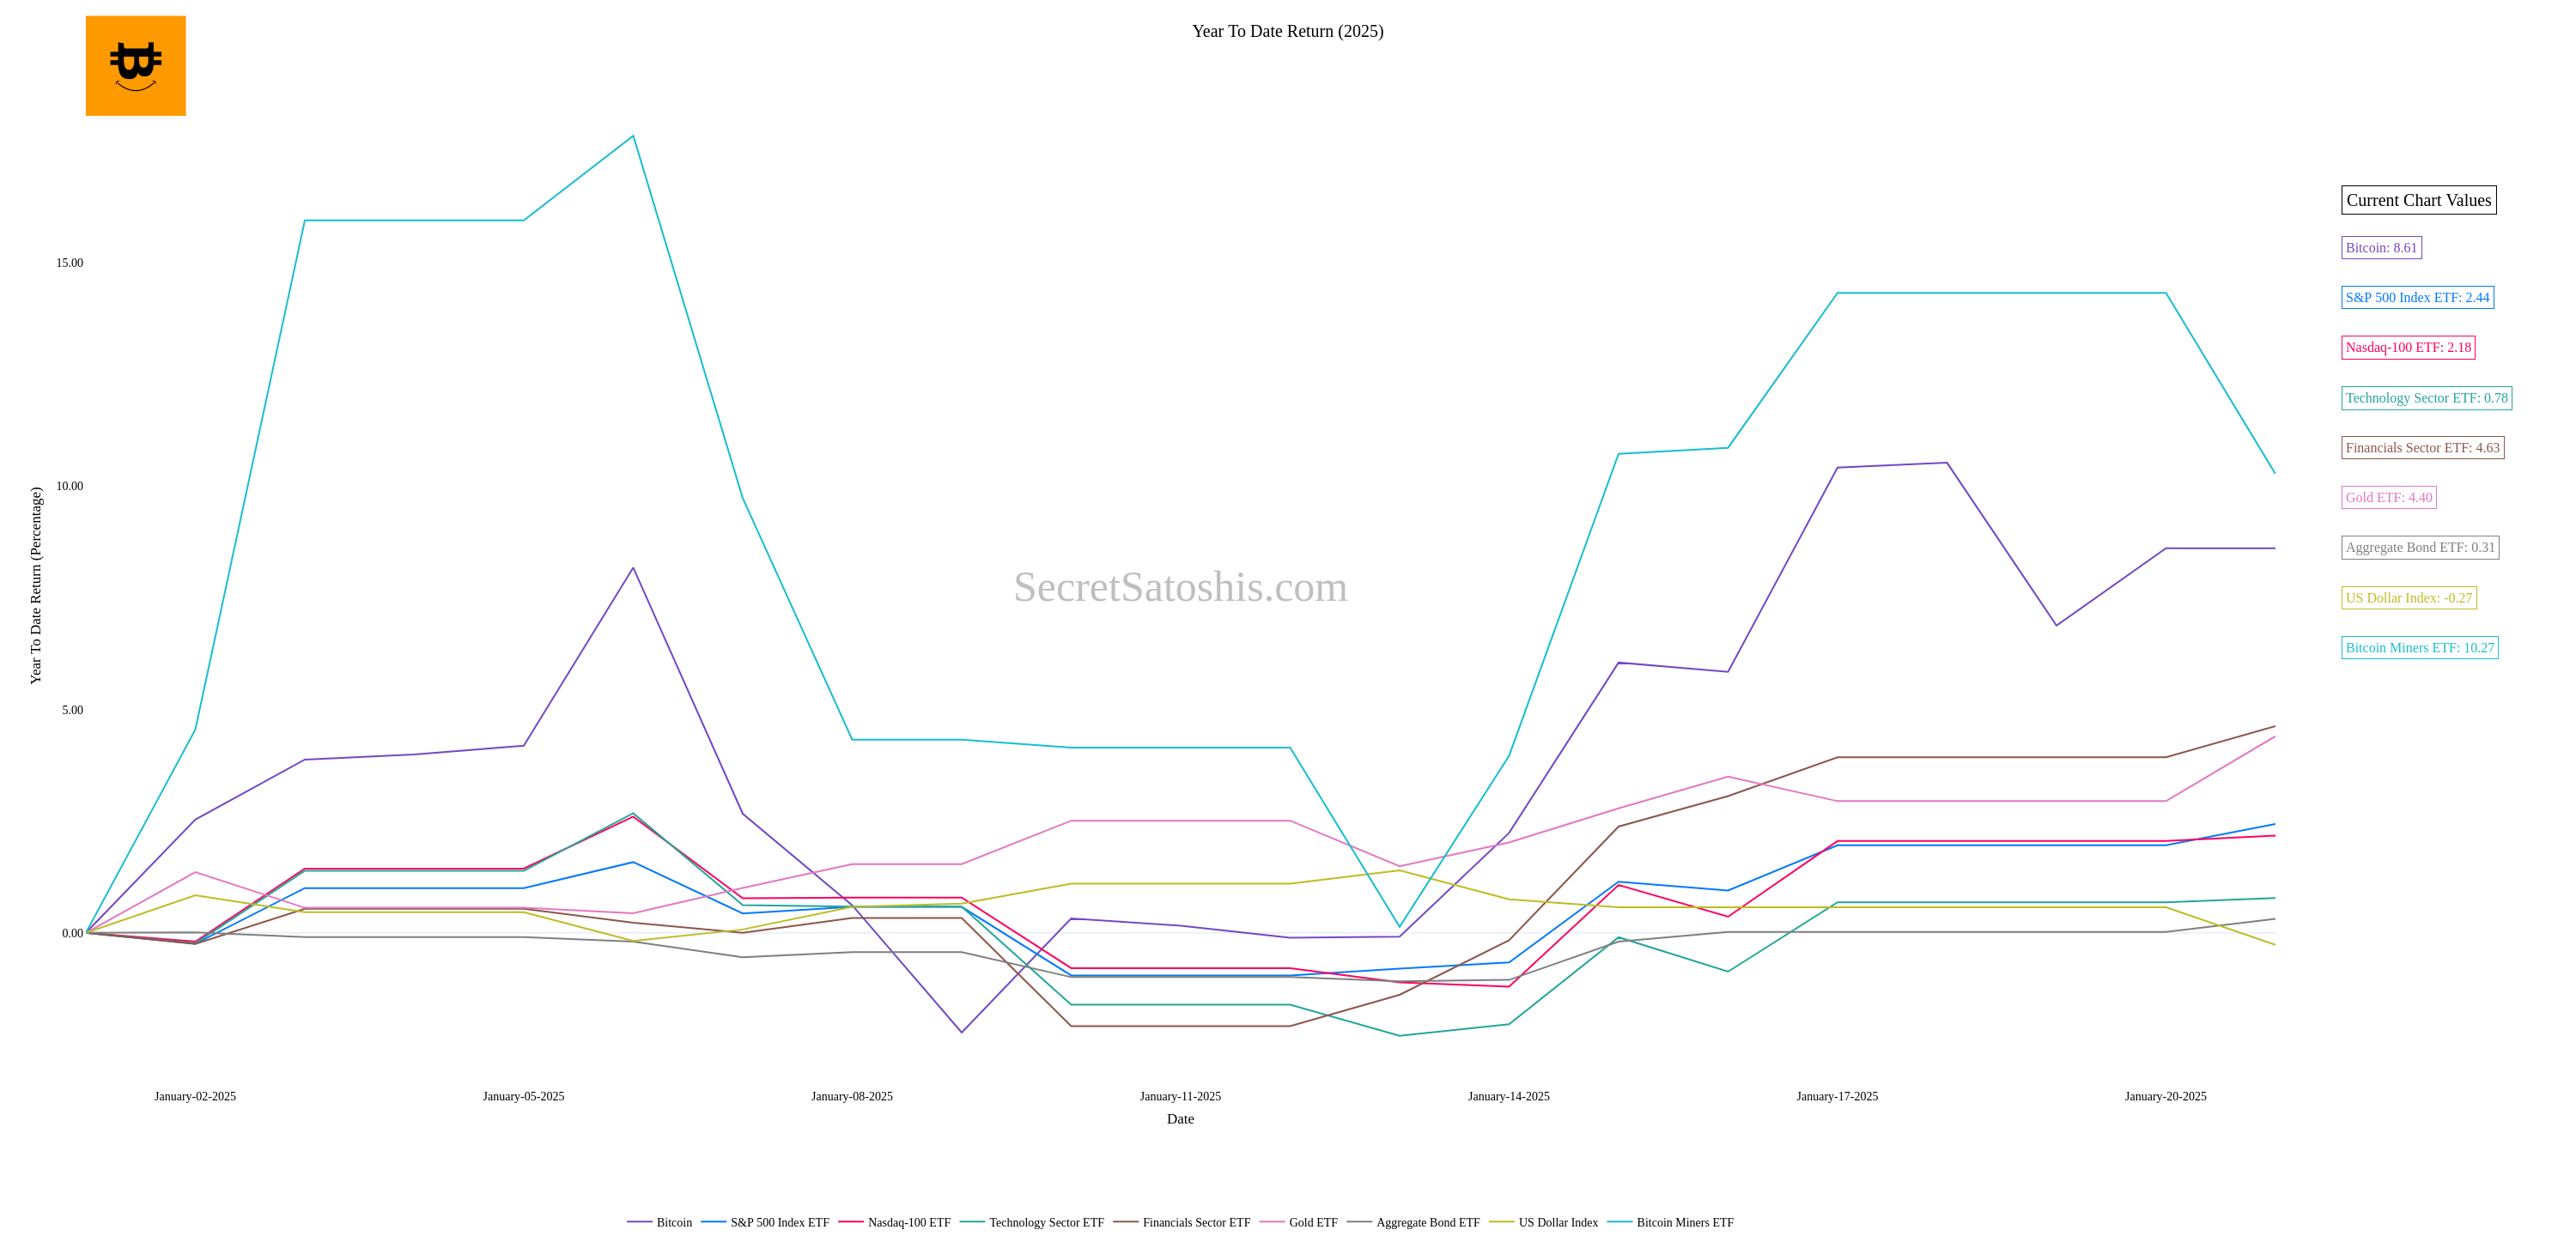 Year To Date Return (2025)
Current Chart Values
Bitcoin: 8.61
S&P 500 Index ETF: 2.44
Nasdaq-100 ETF: 2.18
Technology Sector ETF: 0.78
Financials Sector ETF: 4.63
Gold ETF: 4.40
Aggregate Bond ETF: 0.31
US Dollar Index: -0.27
Bitcoin Miners ETF: 10.27
15.00
10.00
5.00
0.00
Year To Date Return (Percentage)
SecretSatoshis.com
January-02-2025 January-05-2025 January-08-2025 January-11-2025 January-14-2025 January-17-2025 January-20-2025
Date
Bitcoin S&P 500 Index ETF Nasdaq-100 ETF Technology Sector ETF Financials Sector ETF Gold ETF Aggregate Bond ETF US Dollar Index Bitcoin Miners ETF